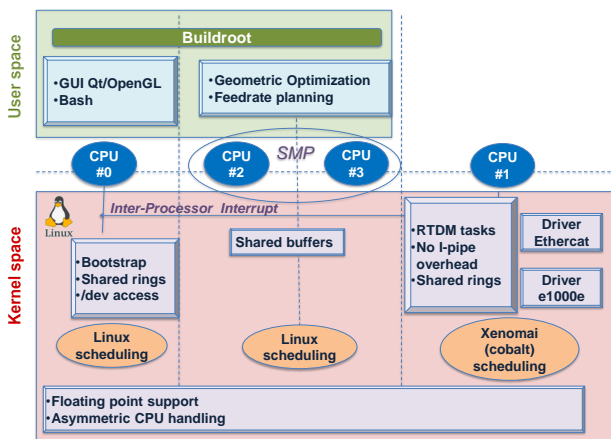 User space
Buildroot
•GUI Qt/OpenGL
•Bash
•Geometric Optimization
•Feedrate planning
CPU
#0
CPU
#2
SMP
CPU
#3
CPU
#1
Kernel space
Linux
Inter-Processor Interrupt
•Bootstrap
•Shared rings
•/dev access
Shared buffers
•RTDM tasks
•No I-pipe
overhead
•Shared rings
Driver
Ethercat
Driver
e1000e
Linux
scheduling
Linux
scheduling
Xenomai
(cobalt)
scheduling
•Floating point support
•Asymmetric CPU handling